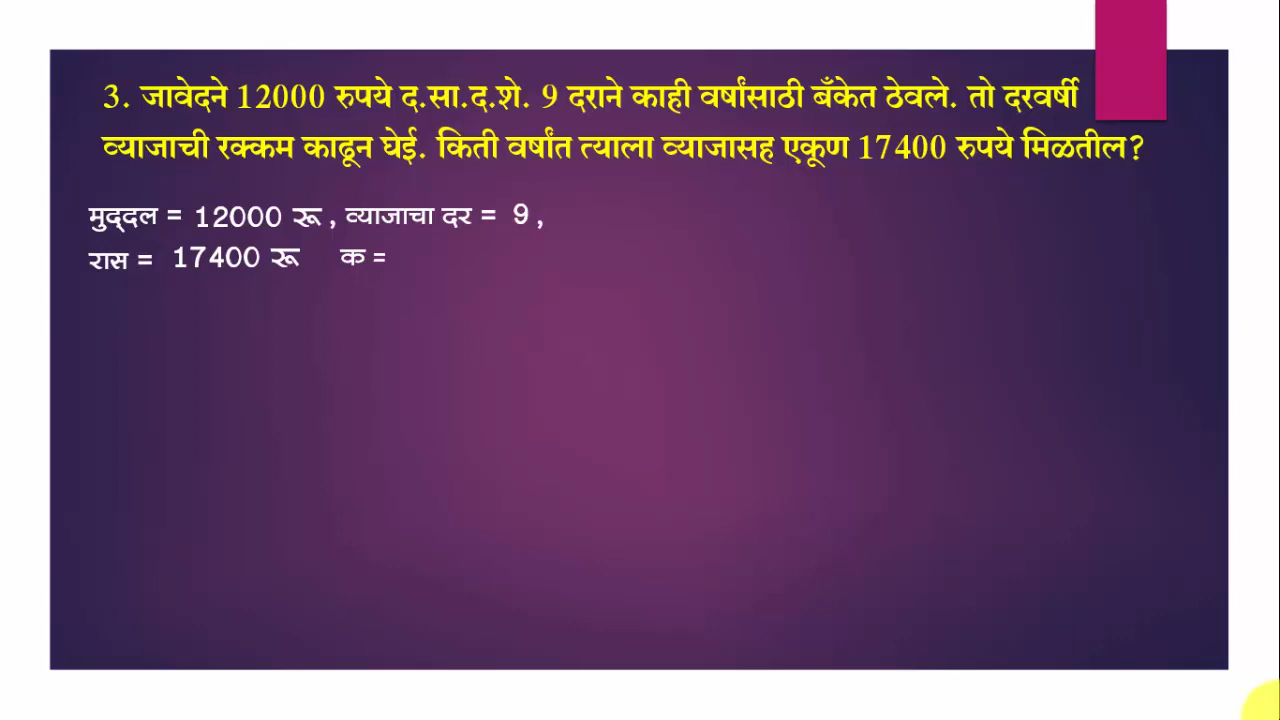 3. जावेदने 12000 रुपये द.सा.द.शे. 9 दराने काही वर्षांसाठी बँकेत ठेवले. तो दरवर्षी
व्याजाची रक्कम काढून घेई. किती वर्षांत त्याला व्याजासह एकूण 17400 रुपये मिळतील?
मुद्दल = 12000 रू , व्याजाचा दर = 9 ,
रास = 17400 रू क =